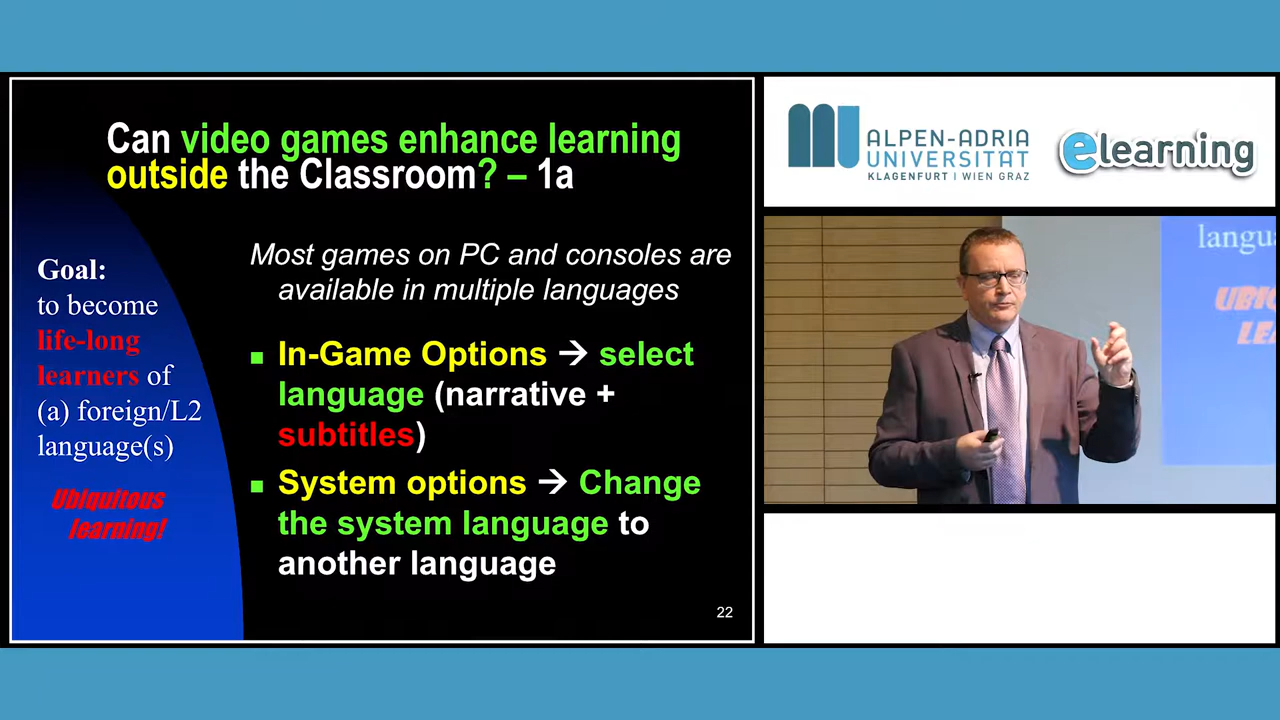 Can video games enhance learning
outside the Classroom? – 1a
Goal:
to become
life-long
learners of
(a) foreign/L2
language(s)
Ubiquitous
learning!
Most games on PC and consoles are
available in multiple languages
■ In-Game Options → select
language (narrative +
subtitles)
■ System options → Change
the system language to
another language
22
ALPEN-ADRIA
UNIVERSITÄT
KLAGENFURT | WIEN GRAZ
elearning